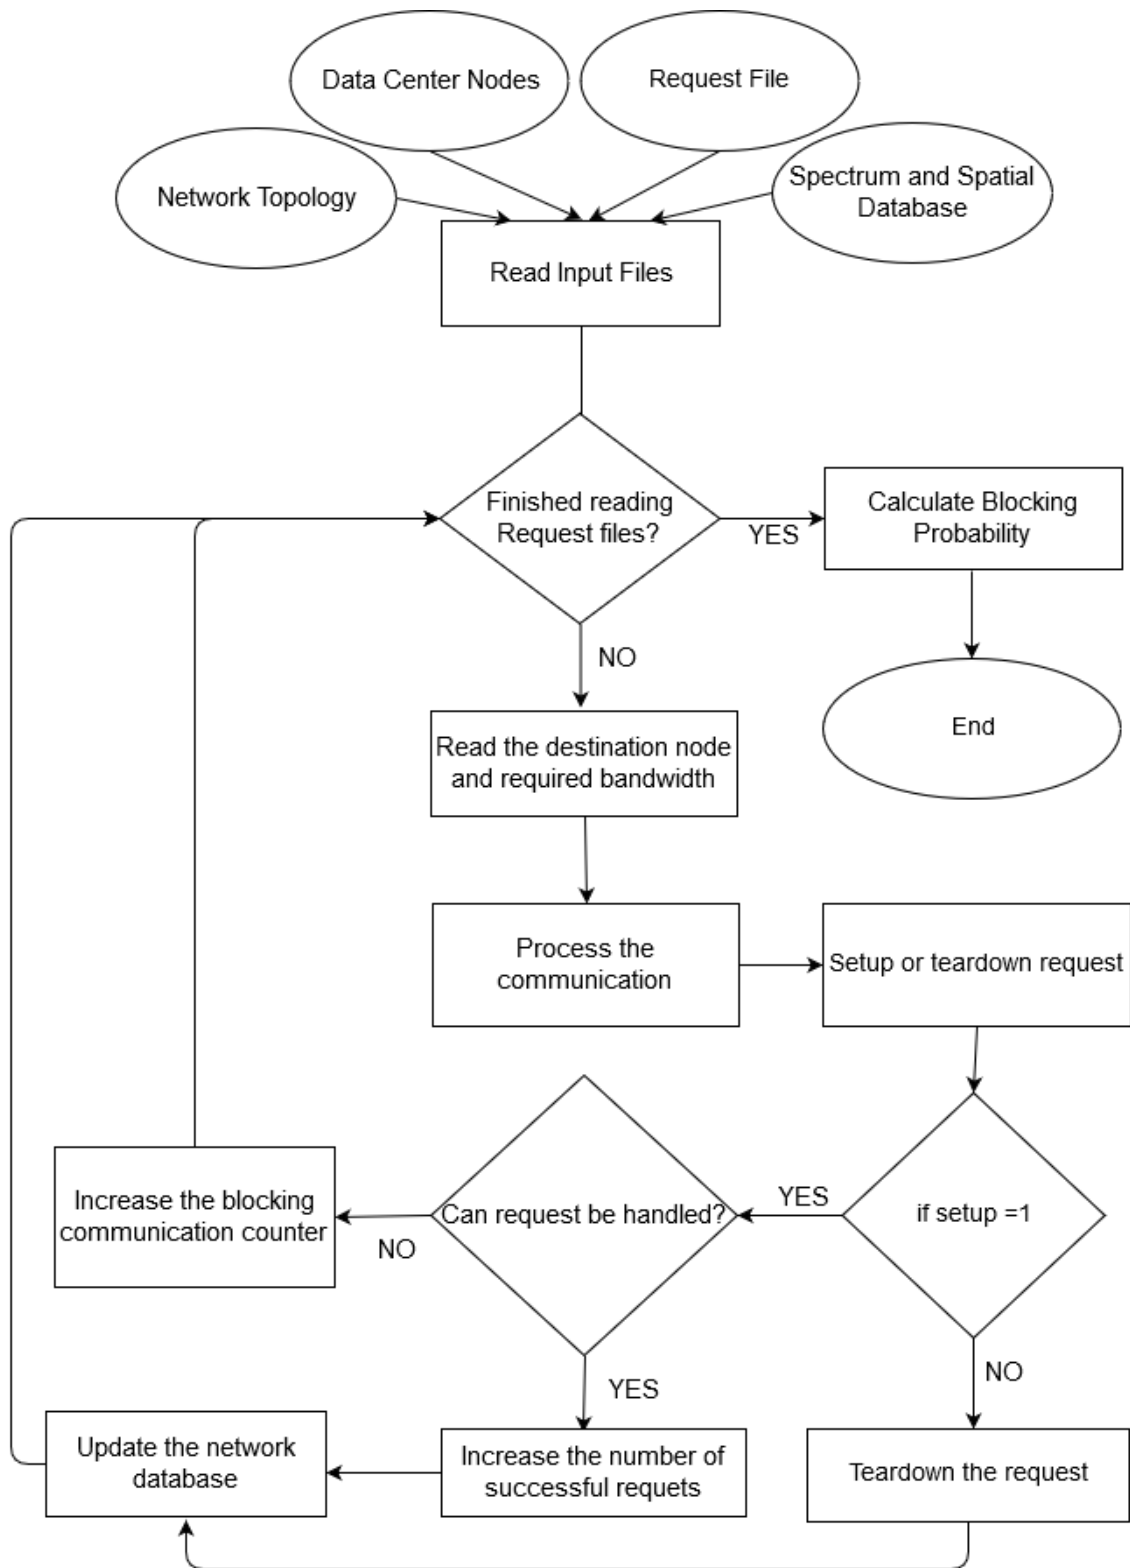 Data Center Nodes
Request File
Network Topology
Spectrum and Spatial
Database
Read Input Files
Finished reading
Request files?
YES
Calculate Blocking
Probability
NO
End
Read the destination node
and required bandwidth
Process the
communication
Setup or teardown request
if setup =1
YES
Can request be handled?
NO
Increase the blocking
communication counter
YES
NO
Increase the number of
successful requets
Update the network
database
Teardown the request